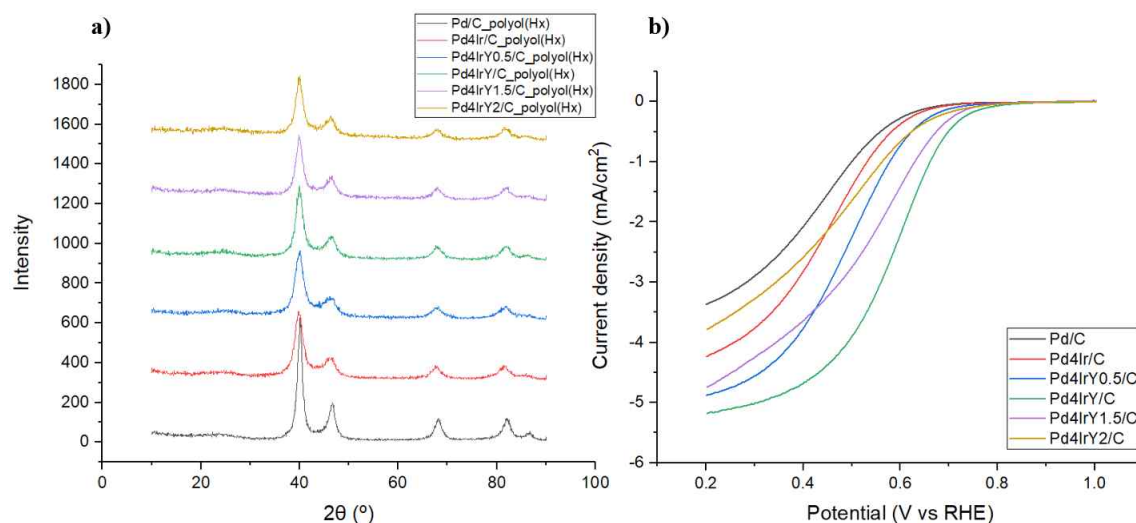 a)
Pd/C_polyol(Hx)
Pd4Ir/C_polyol(Hx)
Pd4IrY0.5/C_polyol(Hx)
Pd4IrY/C_polyol(Hx)
Pd4IrY1.5/C_polyol(Hx)
Pd4IrY2/C_polyol(Hx)
1800
1600
1400
1200
1000
800
600
400
200
0
Intensity
0
20
40
60
80
100
2θ (º)
b)
0
-1
-2
-3
-4
-5
-6
Current density (mA/cm²)
Pd/C
Pd4Ir/C
Pd4IrY0.5/C
Pd4IrY/C
Pd4IrY1.5/C
Pd4IrY2/C
0.2
0.4
0.6
0.8
1.0
Potential (V vs RHE)